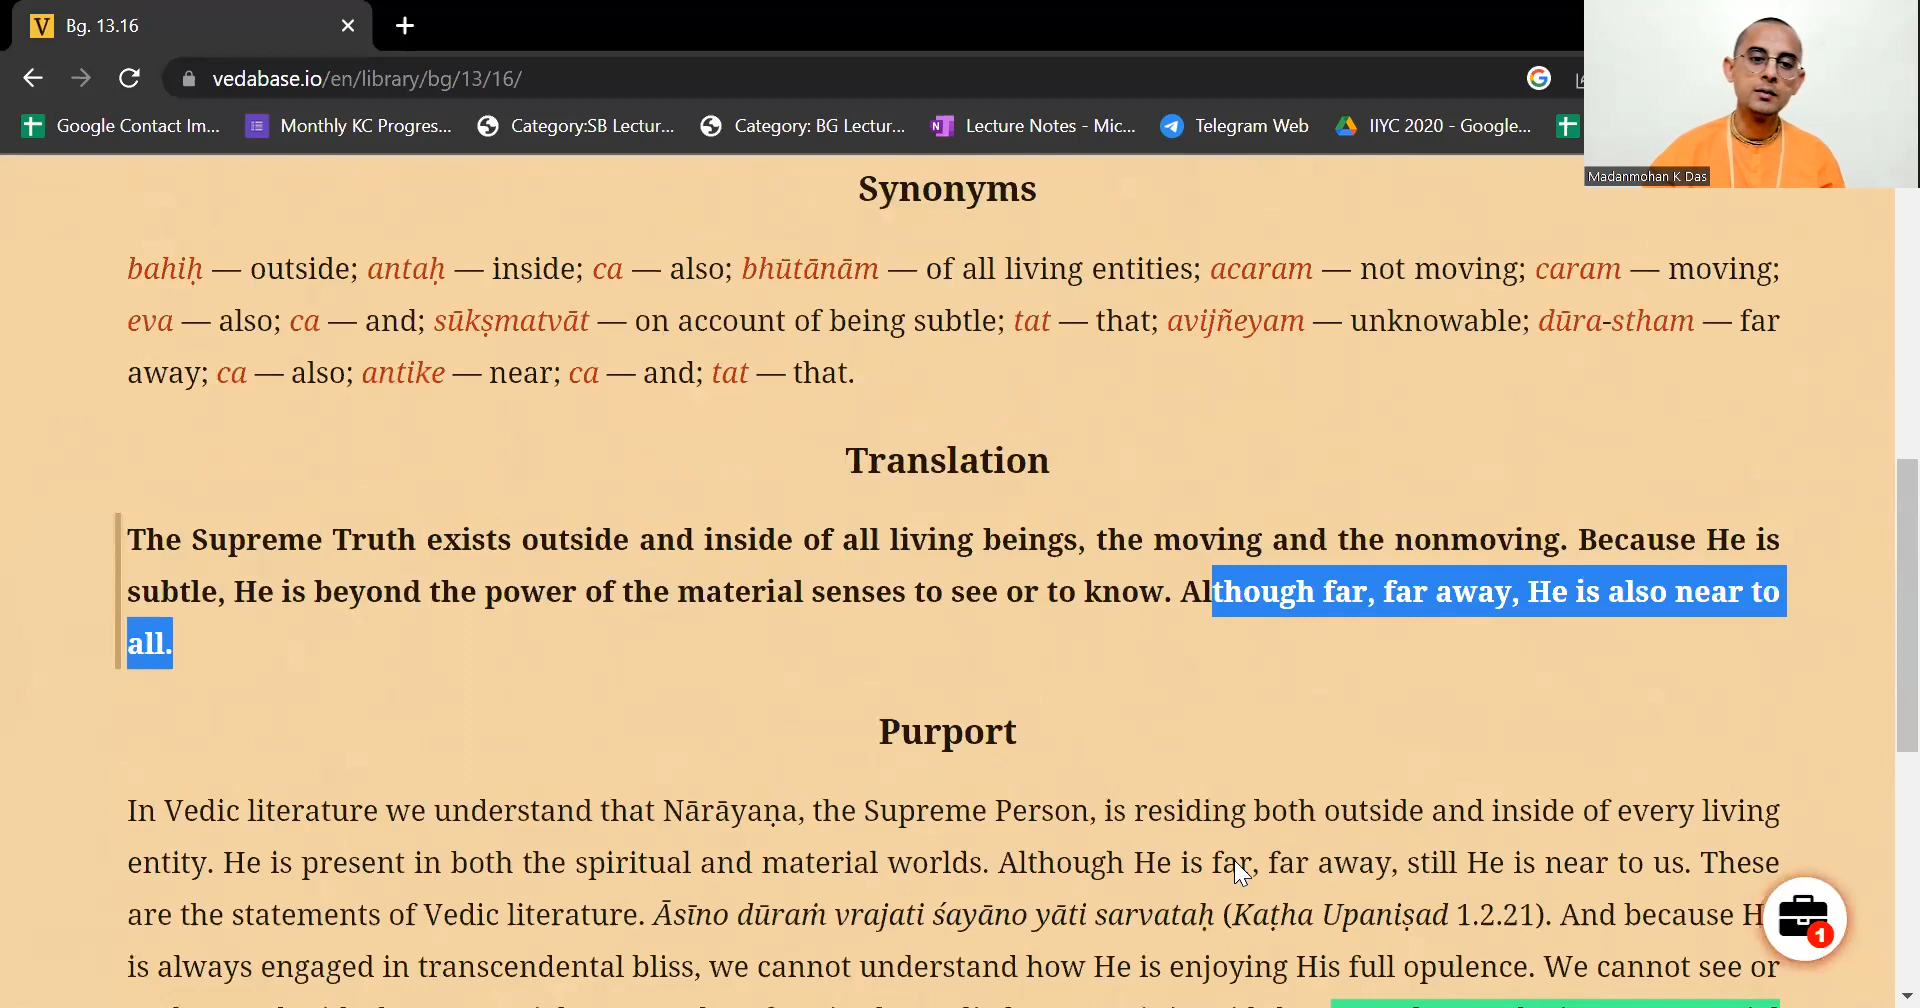 V Bg. 13.16
vedabase.io/en/library/bg/13/16/
Google Contact Im... Monthly KC Progres... Category:SB Lectur... Category: BG Lectur... Lecture Notes - Mic... Telegram Web IIYC 2020 - Google...
Madanmohan K Das
Synonyms
bahiḥ — outside; antaḥ — inside; ca — also; bhūtānām — of all living entities; acaram — not moving; caram — moving;
eva — also; ca — and; sūkṣmatvāt — on account of being subtle; tat — that; avijñeyam — unknowable; dūra-stham — far
away; ca — also; antike — near; ca — and; tat — that.
Translation
The Supreme Truth exists outside and inside of all living beings, the moving and the nonmoving. Because He is
subtle, He is beyond the power of the material senses to see or to know. Although far, far away, He is also near to
all.
Purport
In Vedic literature we understand that Nārāyaṇa, the Supreme Person, is residing both outside and inside of every living
entity. He is present in both the spiritual and material worlds. Although He is far, far away, still He is near to us. These
are the statements of Vedic literature. Āsīno dūraṁ vrajati śayāno yāti sarvataḥ (Kaṭha Upaniṣad 1.2.21). And because H
is always engaged in transcendental bliss, we cannot understand how He is enjoying His full opulence. We cannot see or
1